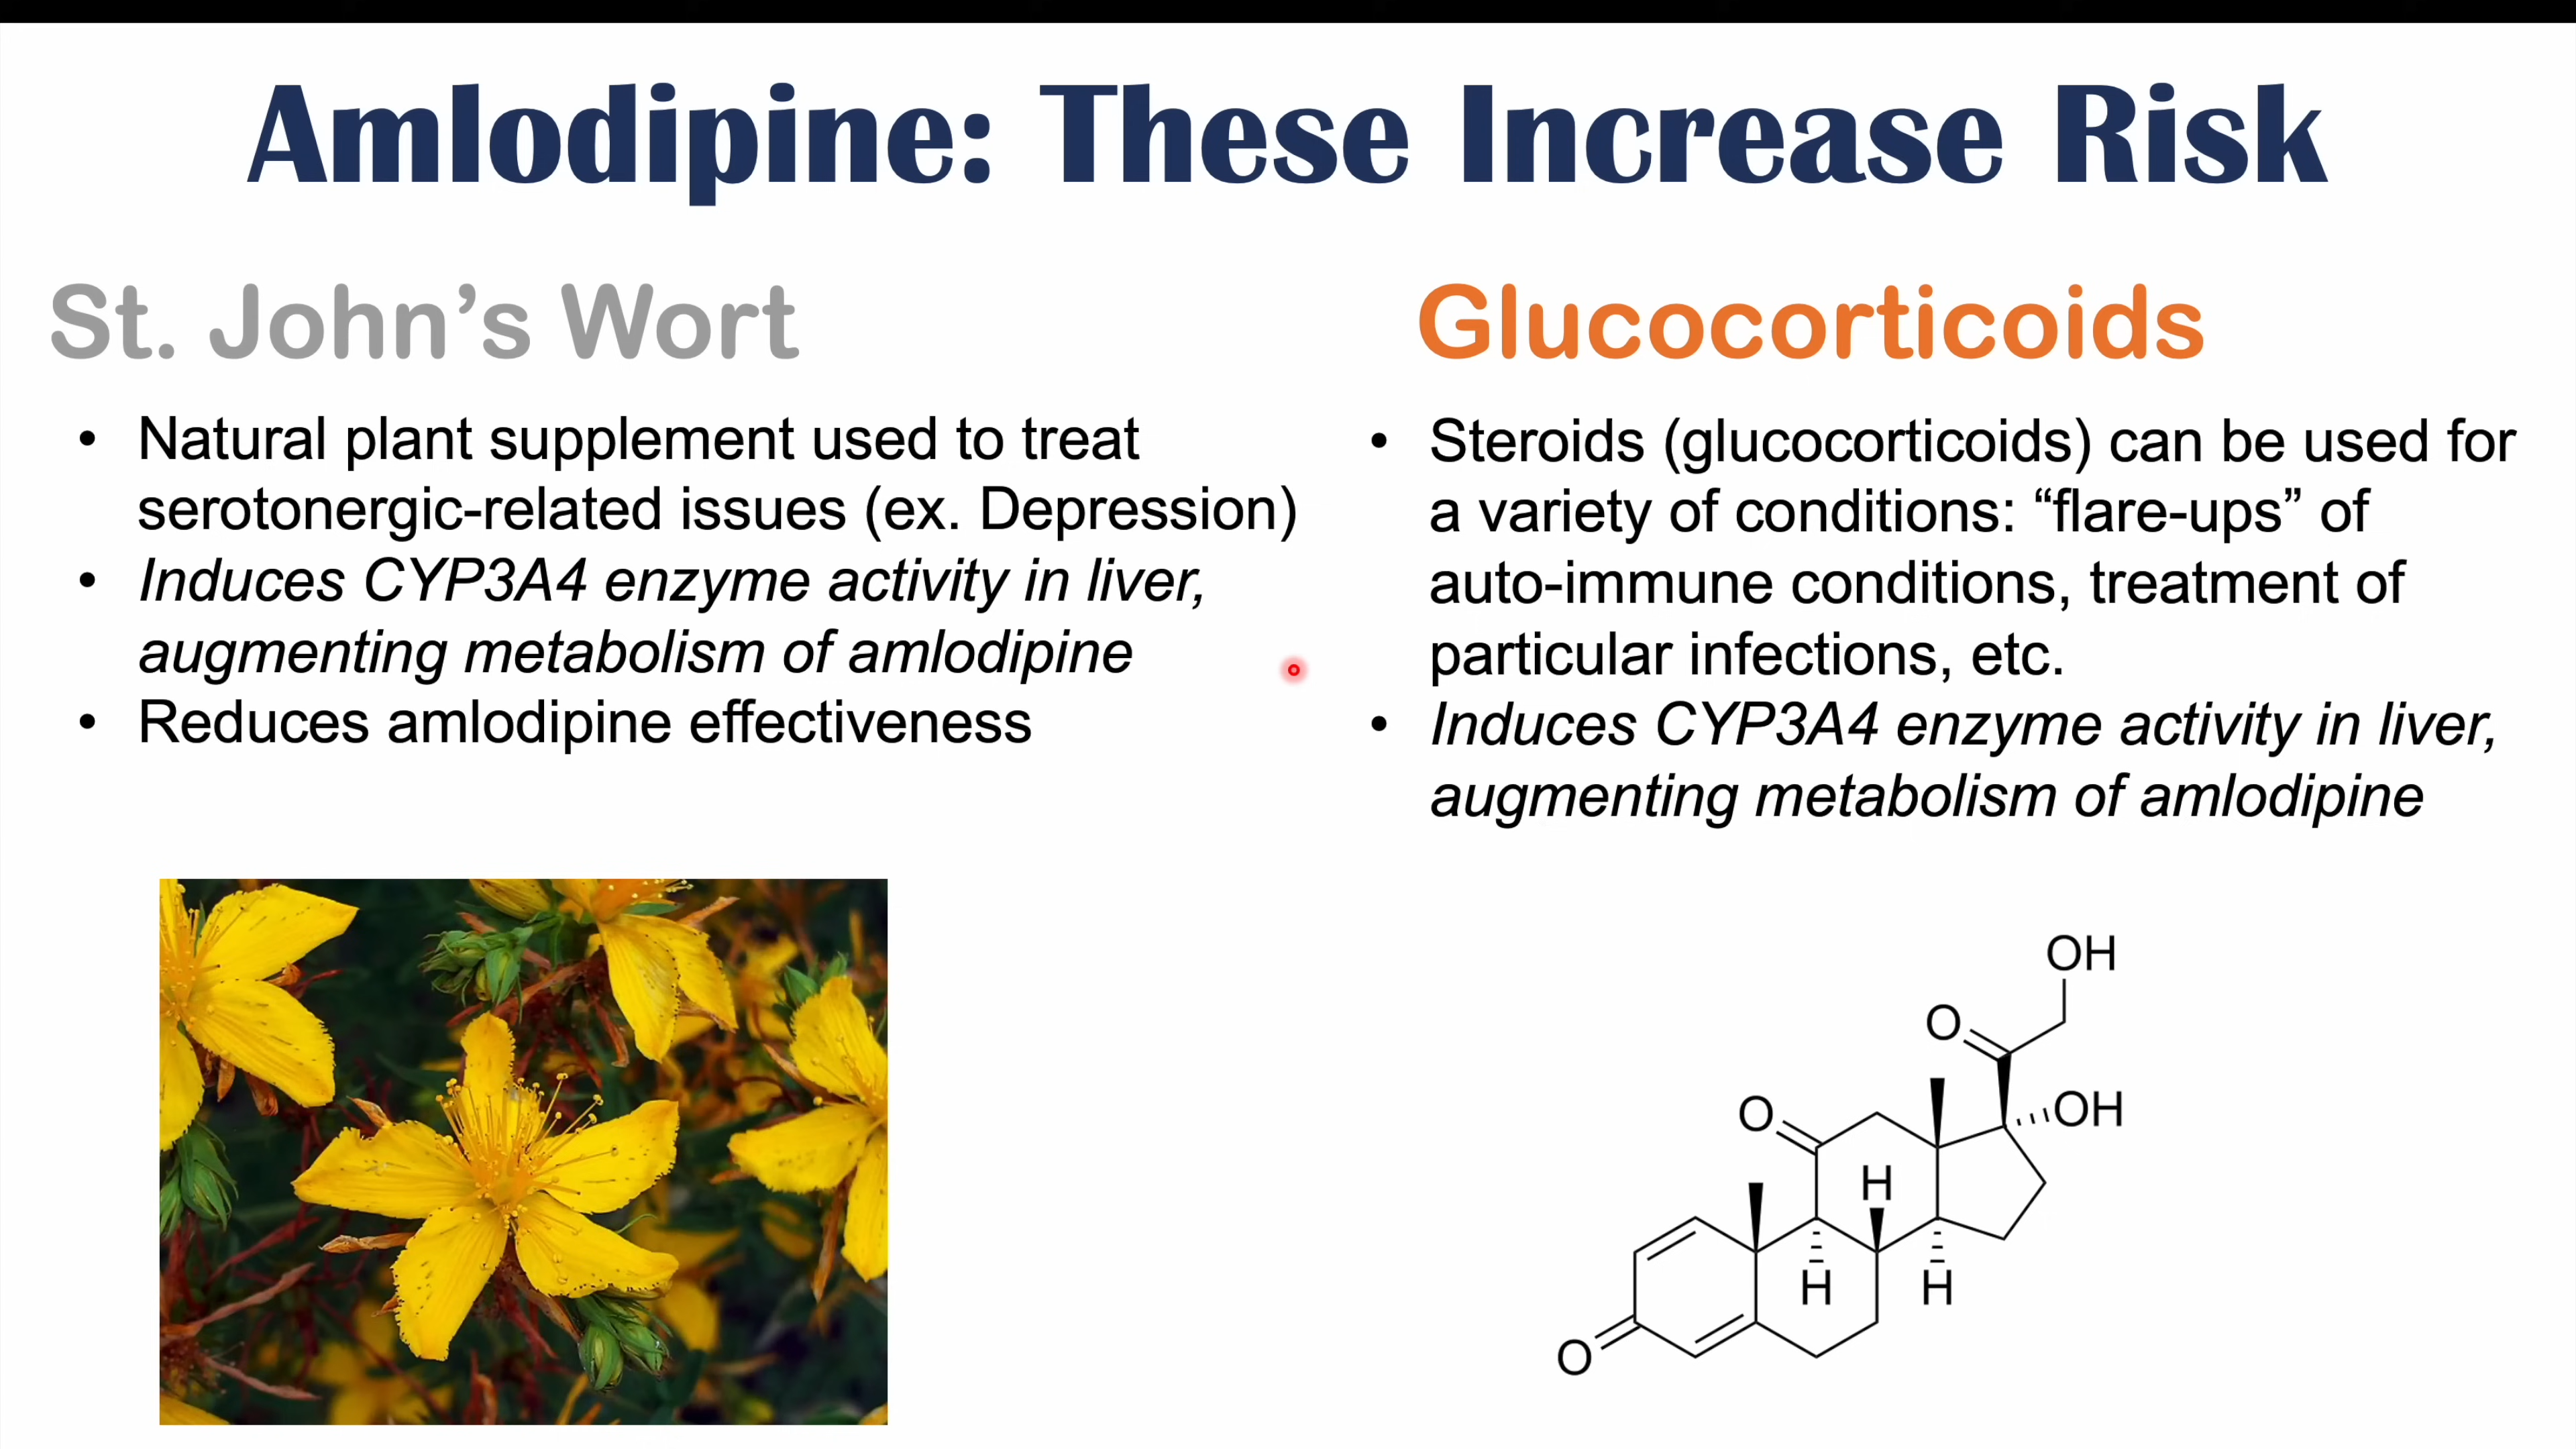 Amlodipine: These Increase Risk
St. John’s Wort
• Natural plant supplement used to treat
serotonergic-related issues (ex. Depression)
• Induces CYP3A4 enzyme activity in liver,
augmenting metabolism of amlodipine
• Reduces amlodipine effectiveness
Glucocorticoids
• Steroids (glucocorticoids) can be used for
a variety of conditions: “flare-ups” of
auto-immune conditions, treatment of
particular infections, etc.
• Induces CYP3A4 enzyme activity in liver,
augmenting metabolism of amlodipine
OH
O
O
OH
H
H
H
O